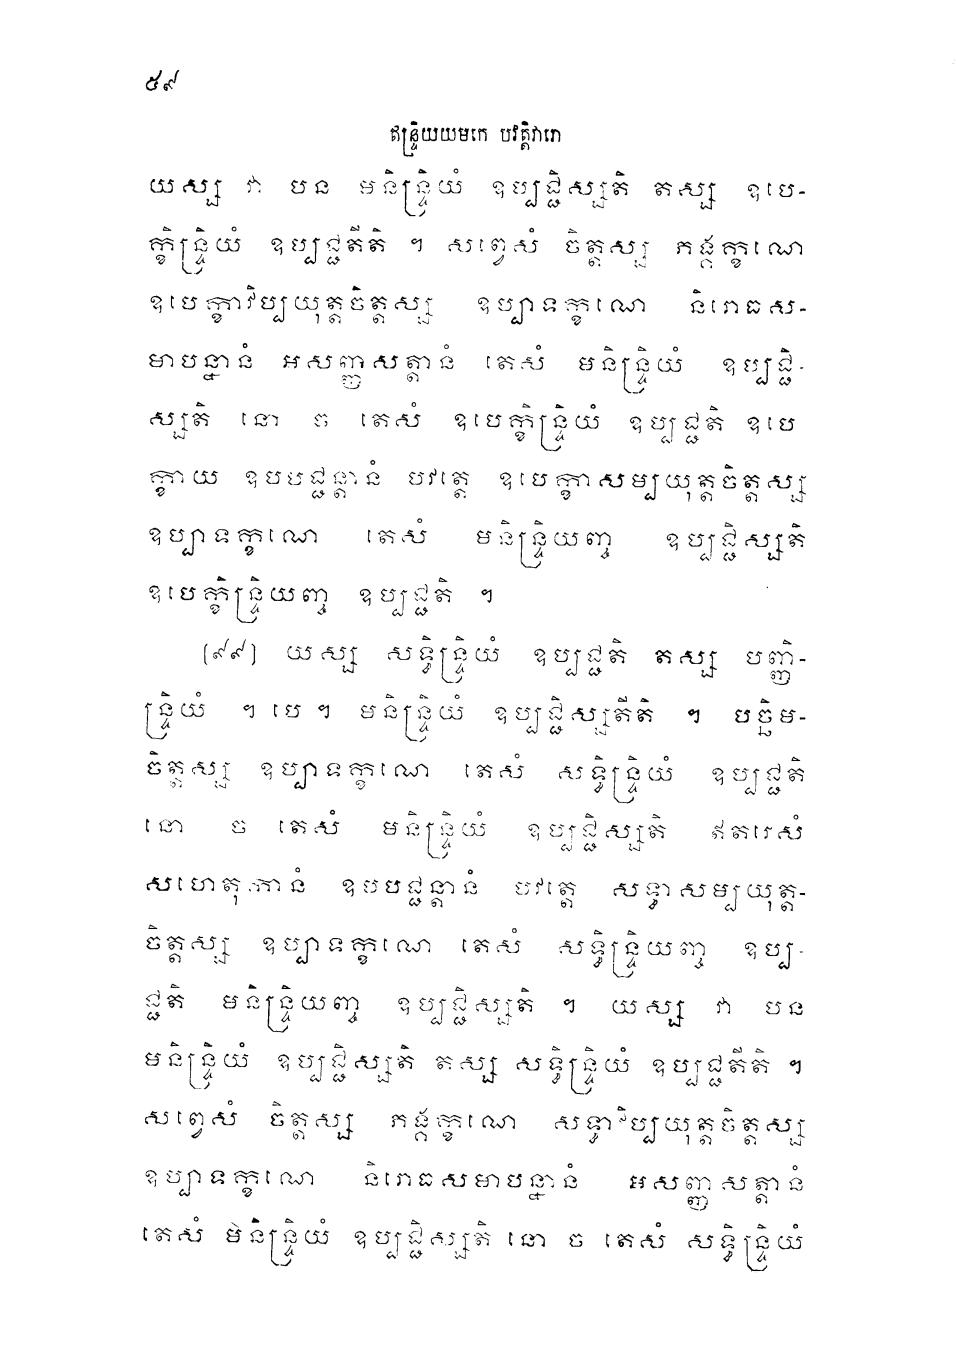 ៥៩
ឥន្ទ្រិយយមកេ បវត្តិវារោ
យស្ស វា បន មនិន្ទ្រិយំ ឧប្បជ្ជិស្សតិ តស្ស ឧបេ-
ក្ខិន្ទ្រិយំ ឧប្បជ្ជតីតិ ។ សព្វេសំ ចិត្តស្ស ភង្គក្ខណេ
ឧបេក្ខាវិប្បយុត្តចិត្តស្ស ឧប្បាទក្ខណេ និរោធស-
មាបន្នានំ អសញ្ញសត្តានំ តេសំ មនិន្ទ្រិយំ ឧប្បជ្ជិ-
ស្សតិ នោ ច តេសំ ឧបេក្ខិន្ទ្រិយំ ឧប្បជ្ជតិ ឧបេ
ក្ខាយ ឧបបជ្ជន្តានំ បវត្តេ ឧបេក្ខាសម្បយុត្តចិត្តស្ស
ឧប្បាទក្ខណេ តេសំ មនិន្ទ្រិយញ្ច ឧប្បជ្ជិស្សតិ
ឧបេក្ខិន្ទ្រិយញ្ច ឧប្បជ្ជតិ ។
[៩៩] យស្ស សទ្ធិន្ទ្រិយំ ឧប្បជ្ជតិ តស្ស បញ្ញិ-
ន្ទ្រិយំ ។ បេ ។ មនិន្ទ្រិយំ ឧប្បជ្ជិស្សតីតិ ។ បច្ឆិម-
ចិត្តស្ស ឧប្បាទក្ខណេ តេសំ សទ្ធិន្ទ្រិយំ ឧប្បជ្ជតិ
នោ ច តេសំ មនិន្ទ្រិយំ ឧប្បជ្ជិស្សតិ ឥតរេសំ
សហេតុកានំ ឧបបជ្ជន្តានំ បវត្តេ សទ្ធាសម្បយុត្ត-
ចិត្តស្ស ឧប្បាទក្ខណេ តេសំ សទ្ធិន្ទ្រិយញ្ច ឧប្ប-
ជ្ជតិ មនិន្ទ្រិយញ្ច ឧប្បជ្ជិស្សតិ ។ យស្ស វា បន
មនិន្ទ្រិយំ ឧប្បជ្ជិស្សតិ តស្ស សទ្ធិន្ទ្រិយំ ឧប្បជ្ជតីតិ ។
សព្វេសំ ចិត្តស្ស ភង្គក្ខណេ សទ្ធាវិប្បយុត្តចិត្តស្ស
ឧប្បាទក្ខណេ និរោធសមាបន្នានំ អសញ្ញសត្តានំ
តេសំ មនិន្ទ្រិយំ ឧប្បជ្ជិស្សតិ នោ ច តេសំ សទ្ធិន្ទ្រិយំ